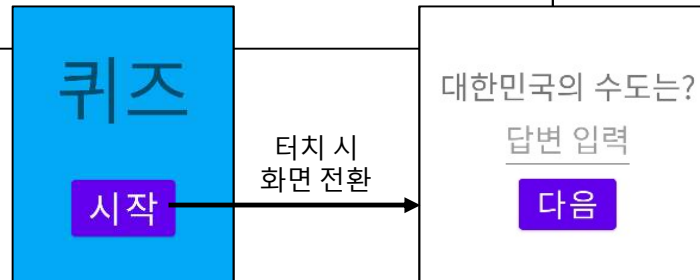 퀴즈
시작
터치 시
화면 전환
대한민국의 수도는?
답변 입력
다음